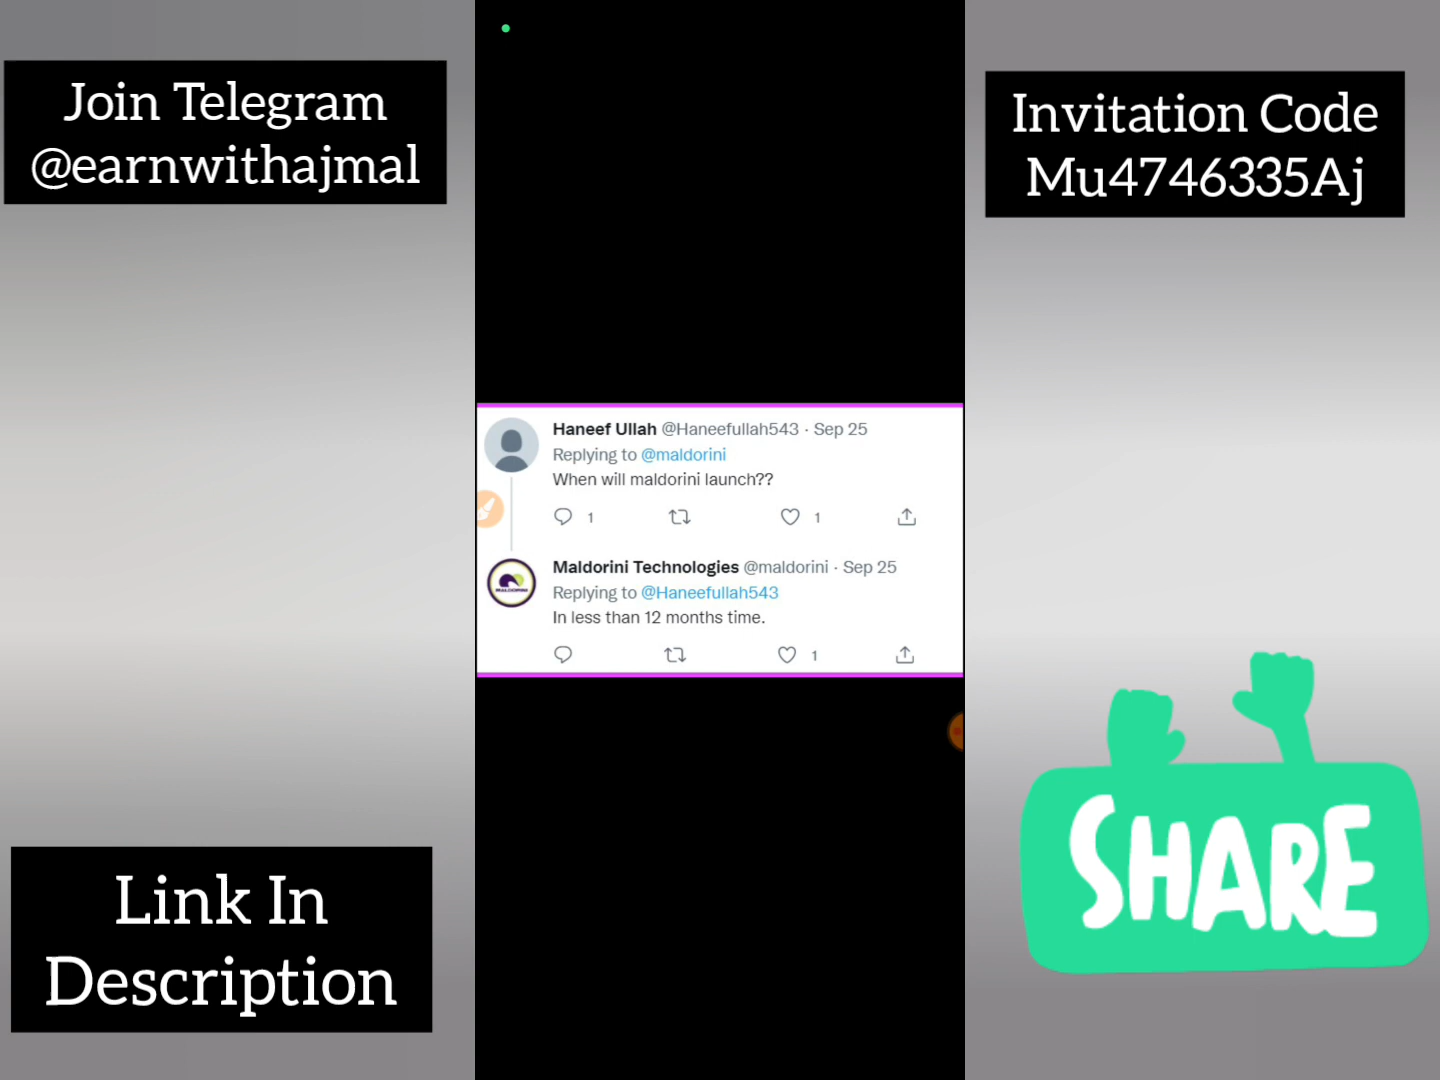 Join Telegram
@earnwithajmal
Invitation Code
Mu4746335Aj
Haneef Ullah @Haneefullah543 · Sep 25
Replying to @maldorini
When will maldorini launch??
1 1
Maldorini Technologies @maldorini · Sep 25
MALDORINI
Replying to @Haneefullah543
In less than 12 months time.
1
Link In
Description
SHARE